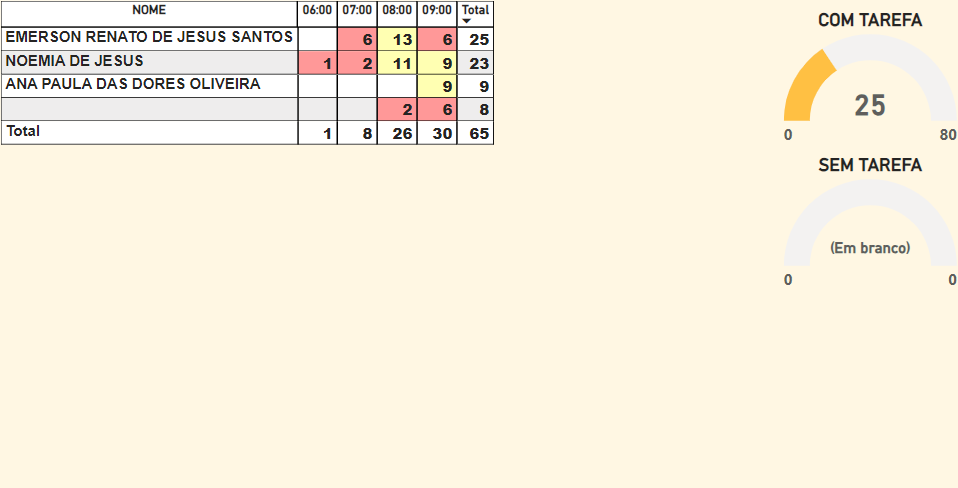 NOME 06:00 07:00 08:00 09:00 Total
EMERSON RENATO DE JESUS SANTOS 6 13 6 25
NOEMIA DE JESUS 1 2 11 9 23
ANA PAULA DAS DORES OLIVEIRA 9 9
2 6 8
Total 1 8 26 30 65
COM TAREFA
25
0 80
SEM TAREFA
(Em branco)
0 0